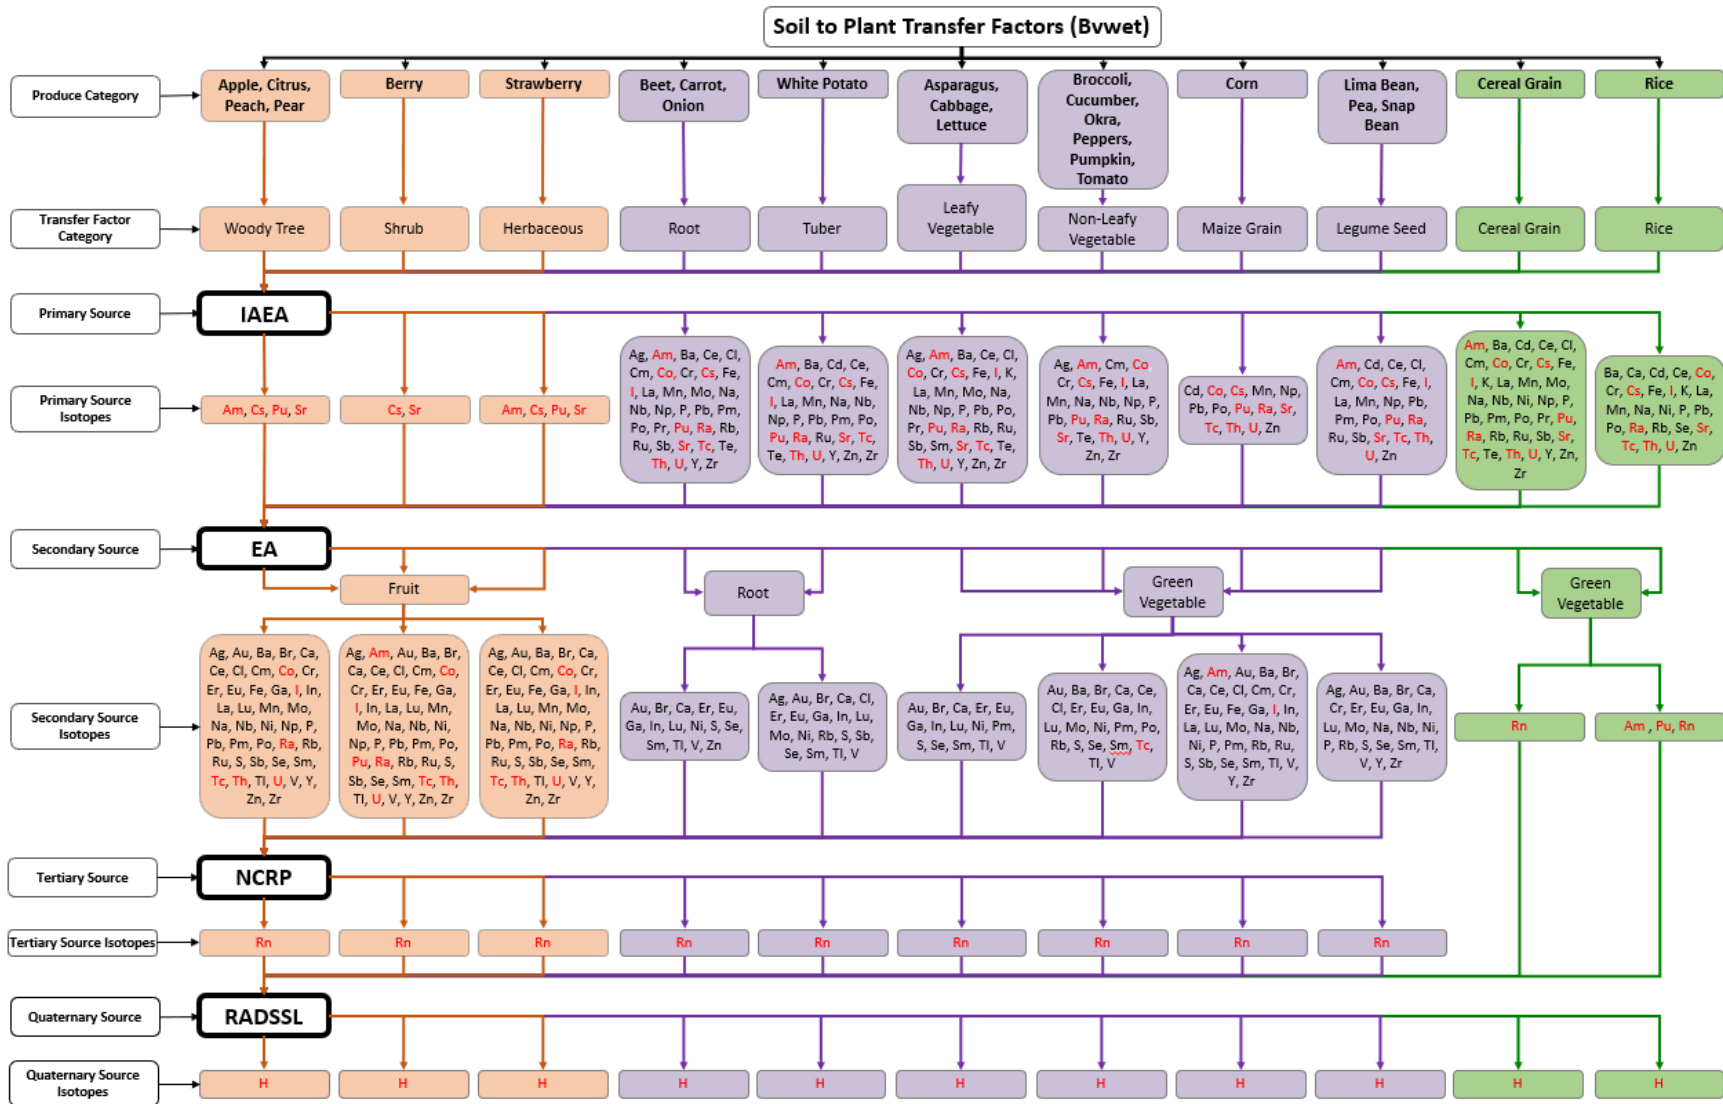 Soil to Plant Transfer Factors (Bvwet)
Produce Category
Apple, Citrus,
Peach, Pear
Berry
Strawberry
Beet, Carrot,
Onion
White Potato
Asparagus,
Cabbage,
Lettuce
Broccoli,
Cucumber,
Okra,
Peppers,
Pumpkin,
Tomato
Corn
Lima Bean,
Pea, Snap
Bean
Cereal Grain
Rice
Transfer Factor
Category
Woody Tree
Shrub
Herbaceous
Root
Tuber
Leafy
Vegetable
Non-Leafy
Vegetable
Maize Grain
Legume Seed
Cereal Grain
Rice
Primary Source
IAEA
Primary Source
Isotopes
Am, Cs, Pu, Sr
Cs, Sr
Am, Cs, Pu, Sr
Ag, Am, Ba, Ce, Cl,
Cm, Co, Cr, Cs, Fe,
I, La, Mn, Mo, Na,
Nb, Np, P, Pb, Pm,
Po, Pr, Pu, Ra, Rb,
Ru, Sb, Sr, Tc, Te,
Th, U, Y, Zr
Am, Ba, Cd, Ce,
Cm, Co, Cr, Cs, Fe,
I, La, Mn, Na, Nb,
Np, P, Pb, Pm, Po,
Pu, Ra, Ru, Sr, Tc,
Te, Th, U, Y, Zn, Zr
Ag, Am, Ba, Ce, Cl,
Co, Cr, Cs, Fe, I, K,
La, Mn, Mo, Na,
Nb, Np, P, Pb, Po,
Pr, Pu, Ra, Rb, Ru,
Sb, Sm, Sr, Tc, Te,
Th, U, Y, Zn, Zr
Ag, Am, Cm, Co,
Cr, Cs, Fe, I, La,
Mn, Na, Nb, Np, P,
Pb, Pu, Ra, Ru, Sb,
Sr, Te, Th, U, Y,
Zn, Zr
Cd, Co, Cs, Mn, Np,
Pb, Po, Pu, Ra, Sr,
Tc, Th, U, Zn
Am, Cd, Ce, Cl,
Cm, Co, Cs, Fe, I,
La, Mn, Np, Pb,
Pm, Po, Pu, Ra,
Ru, Sb, Sr, Tc, Th,
U, Zn
Am, Ba, Cd, Ce, Cl,
Cm, Co, Cr, Cs, Fe,
I, K, La, Mn, Mo,
Na, Nb, Ni, Np, P,
Pb, Pm, Po, Pr, Pu,
Ra, Rb, Ru, Sb, Sr,
Tc, Te, Th, U, Y, Zn,
Zr
Ba, Ca, Cd, Ce, Co,
Cr, Cs, Fe, I, K, La,
Mn, Na, Ni, P, Pb,
Po, Ra, Rb, Se, Sr,
Tc, Th, U, Zn
Secondary Source
EA
Fruit
Root
Green
Vegetable
Green
Vegetable
Secondary Source
Isotopes
Ag, Au, Ba, Br, Ca,
Ce, Cl, Cm, Co, Cr,
Er, Eu, Fe, Ga, I, In,
La, Lu, Mn, Mo,
Na, Nb, Ni, Np, P,
Pb, Pm, Po, Ra, Rb,
Ru, S, Sb, Se, Sm,
Tc, Th, Tl, U, V, Y,
Zn, Zr
Ag, Am, Au, Ba, Br,
Ca, Ce, Cl, Cm, Co,
Cr, Er, Eu, Fe, Ga,
I, In, La, Lu, Mn,
Mo, Na, Nb, Ni,
Np, P, Pb, Pm, Po,
Pu, Ra, Rb, Ru, S,
Sb, Se, Sm, Tc, Th,
Tl, U, V, Y, Zn, Zr
Ag, Au, Ba, Br, Ca,
Ce, Cl, Cm, Co, Cr,
Er, Eu, Fe, Ga, I, In,
La, Lu, Mn, Mo,
Na, Nb, Ni, Np, P,
Pb, Pm, Po, Ra, Rb,
Ru, S, Sb, Se, Sm,
Tc, Th, Tl, U, V, Y,
Zn, Zr
Au, Br, Ca, Er, Eu,
Ga, In, Lu, Ni, S, Se,
Sm, Tl, V, Zn
Ag, Au, Br, Ca, Cl,
Er, Eu, Ga, In, Lu,
Mo, Ni, Rb, S, Sb,
Se, Sm, Tl, V
Au, Br, Ca, Er, Eu,
Ga, In, Lu, Ni, Pm,
S, Se, Sm, Tl, V
Au, Ba, Br, Ca, Ce,
Cl, Er, Eu, Ga, In,
Lu, Mo, Ni, Pm, Po,
Rb, S, Se, Sm, Tc,
Tl, V
Ag, Am, Au, Ba, Br,
Ca, Ce, Cl, Cm, Cr,
Er, Eu, Fe, Ga, I, In,
La, Lu, Mo, Na, Nb,
Ni, P, Pm, Rb, Ru,
S, Sb, Se, Sm, Tl, V,
Y, Zr
Ag, Au, Ba, Br, Ca,
Cr, Er, Eu, Ga, In,
Lu, Mo, Na, Nb, Ni,
P, Rb, S, Se, Sm, Tl,
V, Y, Zr
Rn
Am , Pu, Rn
Tertiary Source
NCRP
Tertiary Source Isotopes
Rn
Rn
Rn
Rn
Rn
Rn
Rn
Rn
Rn
Quaternary Source
RADSSL
Quaternary Source
Isotopes
H
H
H
H
H
H
H
H
H
H
H